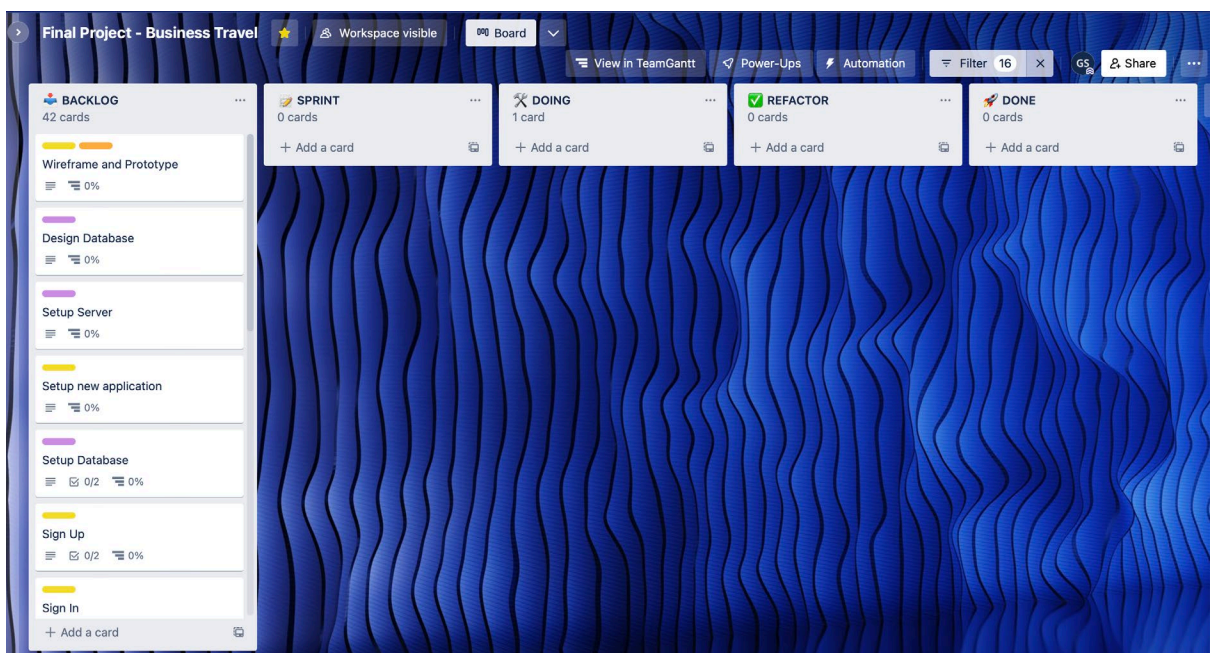 Final Project - Business Travel
Workspace visible
Board
View in TeamGantt
Power-Ups
Automation
Filter 16
GS
Share
BACKLOG
42 cards
Wireframe and Prototype
0%
Design Database
0%
Setup Server
0%
Setup new application
0%
Setup Database
0/2 0%
Sign Up
0/2 0%
Sign In
+ Add a card
SPRINT
0 cards
+ Add a card
DOING
1 card
+ Add a card
REFACTOR
0 cards
+ Add a card
DONE
0 cards
+ Add a card